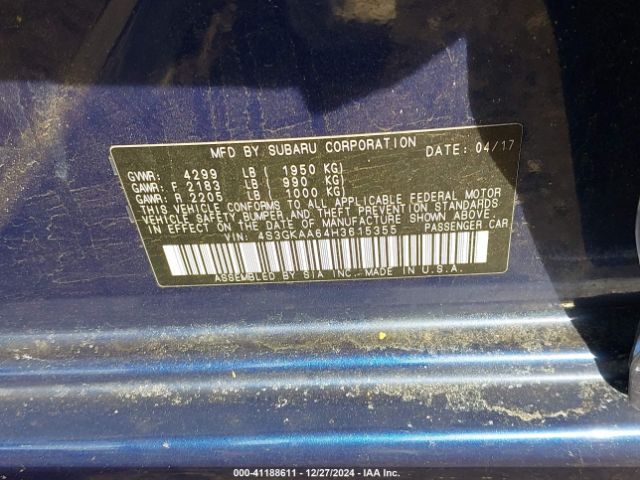 MFD BY SUBARU CORPORATION DATE: 04/17
GVWR: 4299 LB ( 1950 KG)
GAWR: F 2183 LB ( 990 KG)
GAWR: R 2205 LB ( 1000 KG)
THIS VEHICLE CONFORMS TO ALL APPLICABLE FEDERAL MOTOR
VEHICLE SAFETY, BUMPER, AND THEFT PREVENTION STANDARDS
IN EFFECT ON THE DATE OF MANUFACTURE SHOWN ABOVE.
V.I.N. 4S3GKAA64H3615355 PASSENGER CAR
ASSEMBLED BY SIA INC. MADE IN U.S.A.
000-41188611 - 12/27/2024 - IAA Inc.